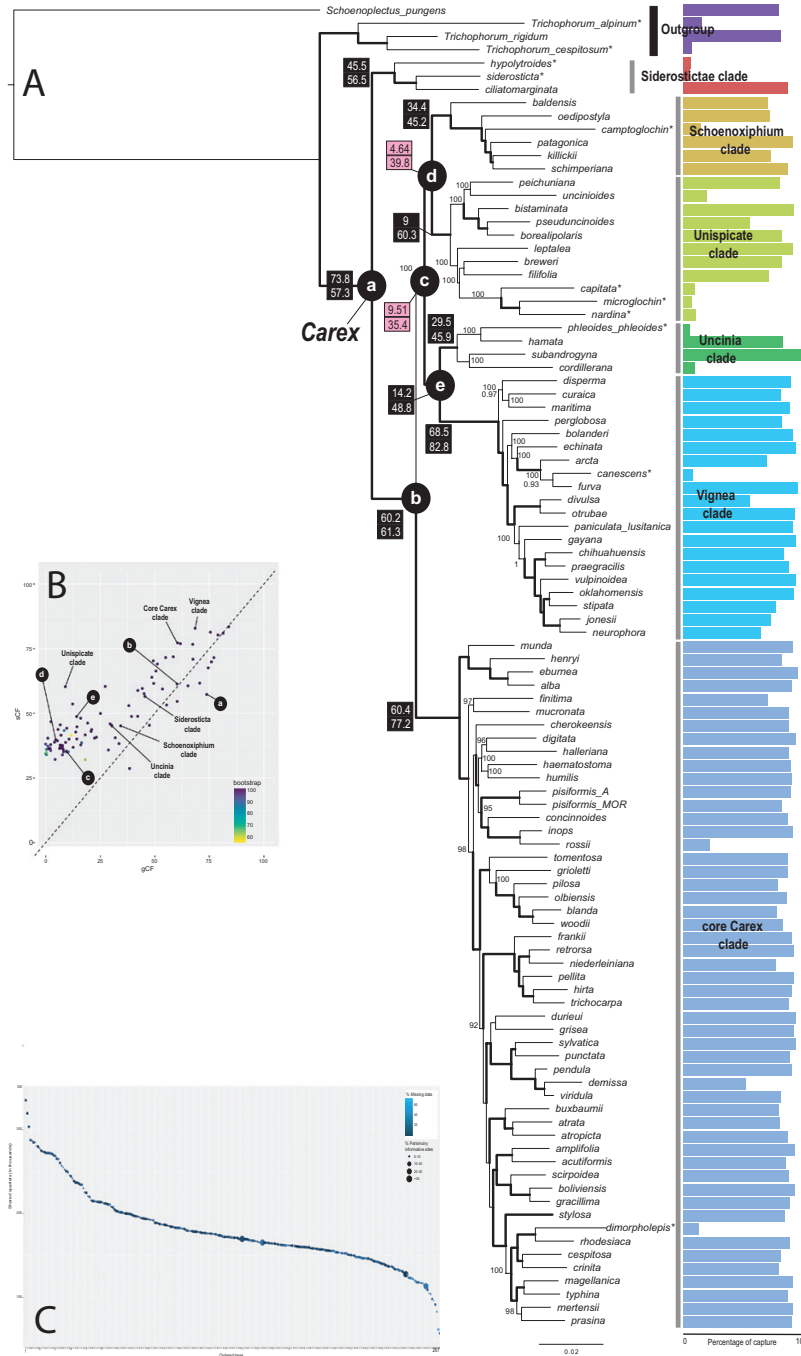 A
Schoenoplectus_pungens
Trichophorum_alpinum*
Trichophorum_rigidum
Trichophorum_cespitosum*
Outgroup
hypolytroides*
siderosticta*
ciliatomarginata
Siderostictae clade
45.5
56.5
baldensis
oedipostyla
camptoglochin*
patagonica
killickii
schimperiana
Schoenoxiphium
clade
34.4
45.2
4.64
39.8
d
peichuniana
uncinioides
bistaminata
pseuduncinoides
borealipolaris
leptalea
breweri
filifolia
capitata*
microglochin*
nardina*
Unispicate
clade
100
100
100
100
100
9
60.3
100
c
73.8
57.3
a
Carex
9.51
35.4
29.5
45.9
phleoides_phleoides*
hamata
subandrogyna
cordillerana
Uncinia
clade
100
14.2
48.8
e
68.5
82.8
disperma
curaica
maritima
perglobosa
bolanderi
echinata
arcta
canescens*
furva
divulsa
otrubae
paniculata_lusitanica
gayana
chihuahuensis
praegracilis
vulpinoidea
oklahomensis
stipata
jonesii
neurophora
Vignea
clade
100
0.97
100
100
100
100
0.93
100
1
b
60.2
61.3
60.4
77.2
munda
henryi
eburnea
alba
finitima
mucronata
cherokeensis
digitata
halleriana
haematostoma
humilis
pisiformis_A
pisiformis_MOR
concinnoides
inops
rossii
tomentosa
grioletti
pilosa
olbiensis
blanda
woodii
frankii
retrorsa
niederleiniana
pellita
hirta
trichocarpa
durieui
grisea
sylvatica
punctata
pendula
demissa
viridula
buxbaumii
atrata
atropicta
amplifolia
acutiformis
scirpoidea
boliviensis
gracillima
stylosa
dimorpholepis*
rhodesiaca
cespitosa
crinita
magellanica
typhina
mertensii
prasina
core Carex
clade
97
96
100
100
95
98
100
92
100
98
0.02
Percentage of capture
B
100
75
50
25
0
sCF
0
25
50
75
100
gCF
Vignea
clade
Core Carex
clade
b
Unispicate
clade
d
e
a
Siderosticta
clade
Schoenoxiphium
clade
Uncinia
clade
c
bootstrap
100
90
80
70
60
C
% Missing data
% Parsimony
informative sites
Shared quartets (in thousands)